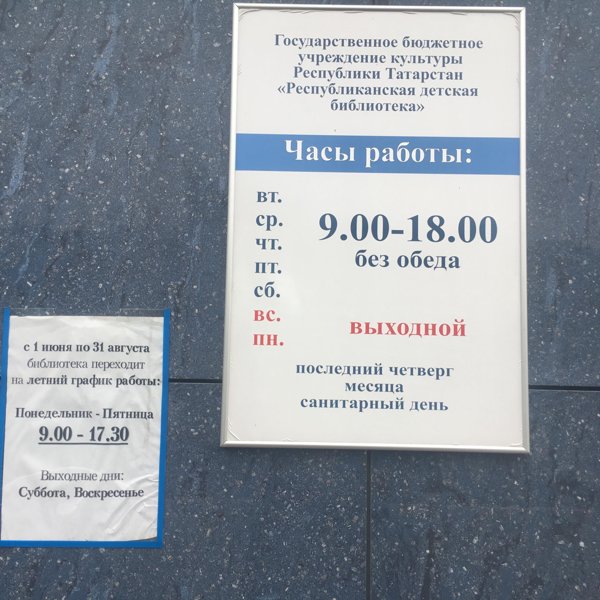 Государственное бюджетное
учреждение культуры
Республики Татарстан
«Республиканская детская
библиотека»
Часы работы:
вт.
ср.
чт.
пт.
сб.
9.00-18.00
без обеда
вс.
пн.
выходной
последний четверг
месяца
санитарный день
с 1 июня по 31 августа
библиотека переходит
на летний график работы:
Понедельник - Пятница
9.00 - 17.30
Выходные дни:
Суббота, Воскресенье